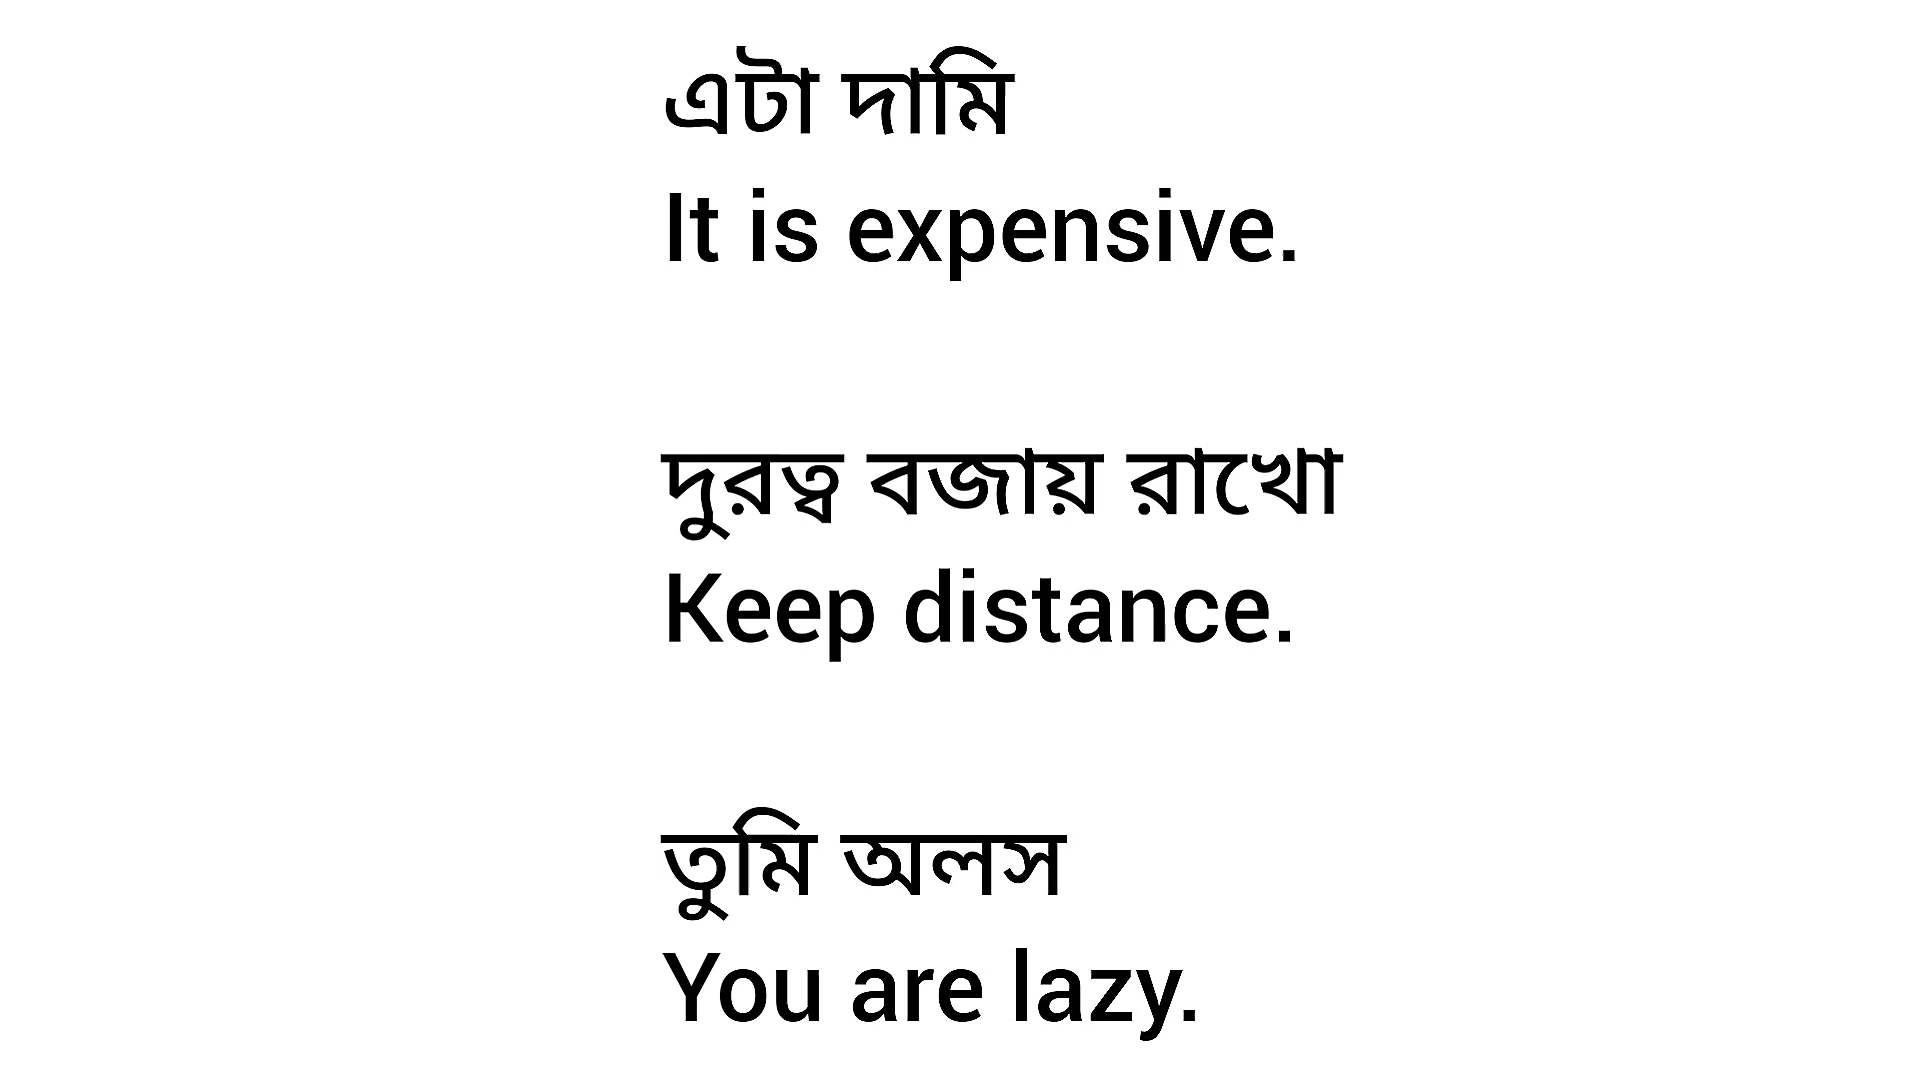 এটা দামি
It is expensive.
দুরত্ব বজায় রাখো
Keep distance.
তুমি অলস
You are lazy.